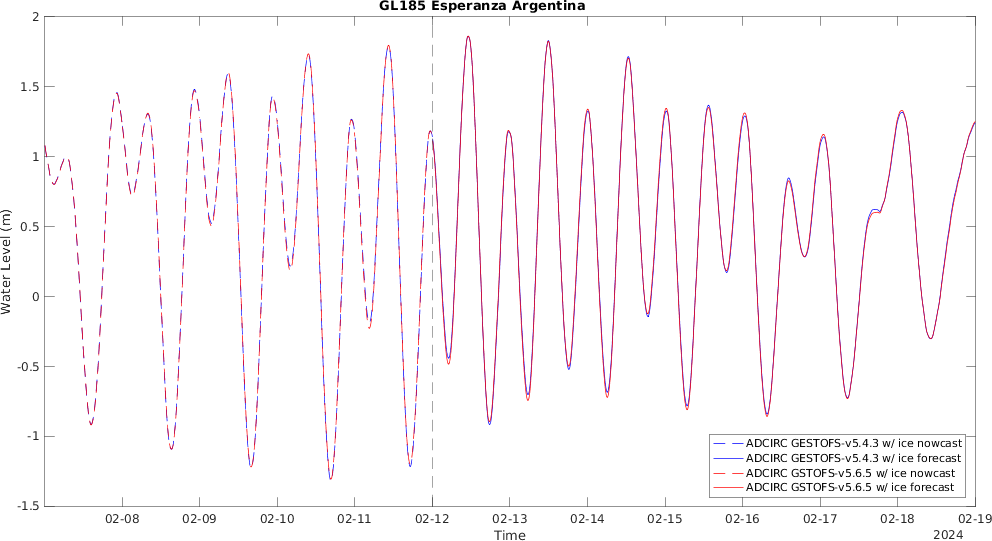 GL185 Esperanza Argentina
Water Level (m)
2
1.5
1
0.5
0
-0.5
-1
-1.5
ADCIRC GESTOFS-v5.4.3 w/ ice nowcast
ADCIRC GESTOFS-v5.4.3 w/ ice forecast
ADCIRC GSTOFS-v5.6.5 w/ ice nowcast
ADCIRC GSTOFS-v5.6.5 w/ ice forecast
02-08 02-09 02-10 02-11 02-12 02-13 02-14 02-15 02-16 02-17 02-18 02-19
Time
2024